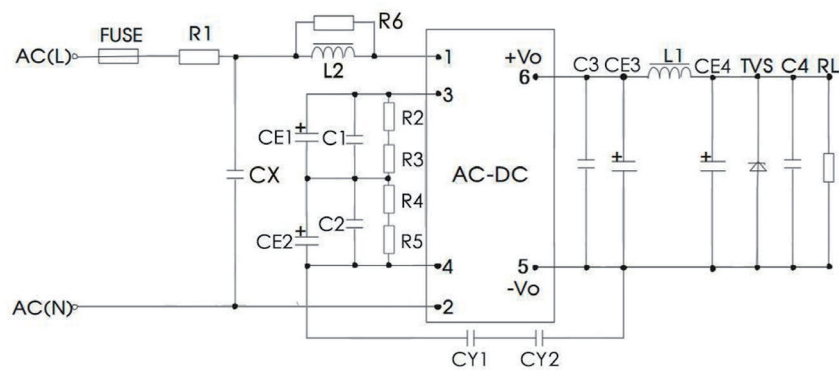 FUSE
R1
R6
AC(L)
L2
1
+Vo
6
C3
CE3
L1
CE4
TVS
C4
RL
3
+
CE1
C1
R2
R3
CX
AC-DC
+
+
+
CE2
C2
R4
R5
4
5
-Vo
AC(N)
2
CY1
CY2